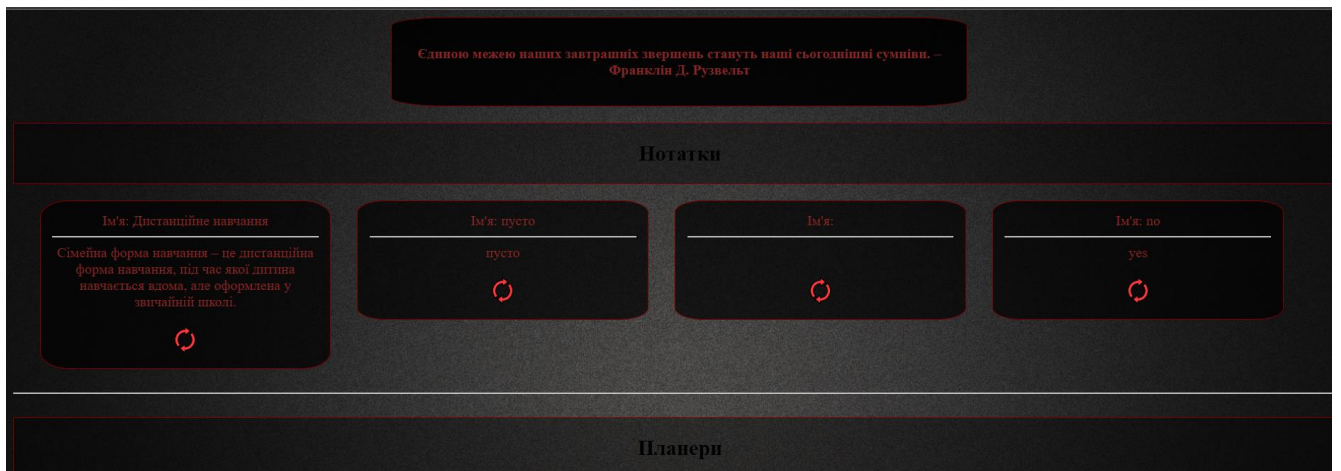 Єдиною межею наших завтрашніх звершень стануть наші сьогоднішні сумніви. –
Франклін Д. Рузвельт
Нотатки
Ім'я: Дистанційне навчання
Сімейна форма навчання – це дистанційна
форма навчання, під час якої дитина
навчається вдома, але оформлена у
звичайній школі.
Ім'я: пусто
пусто
Ім'я:
Ім'я: no
yes
Планери